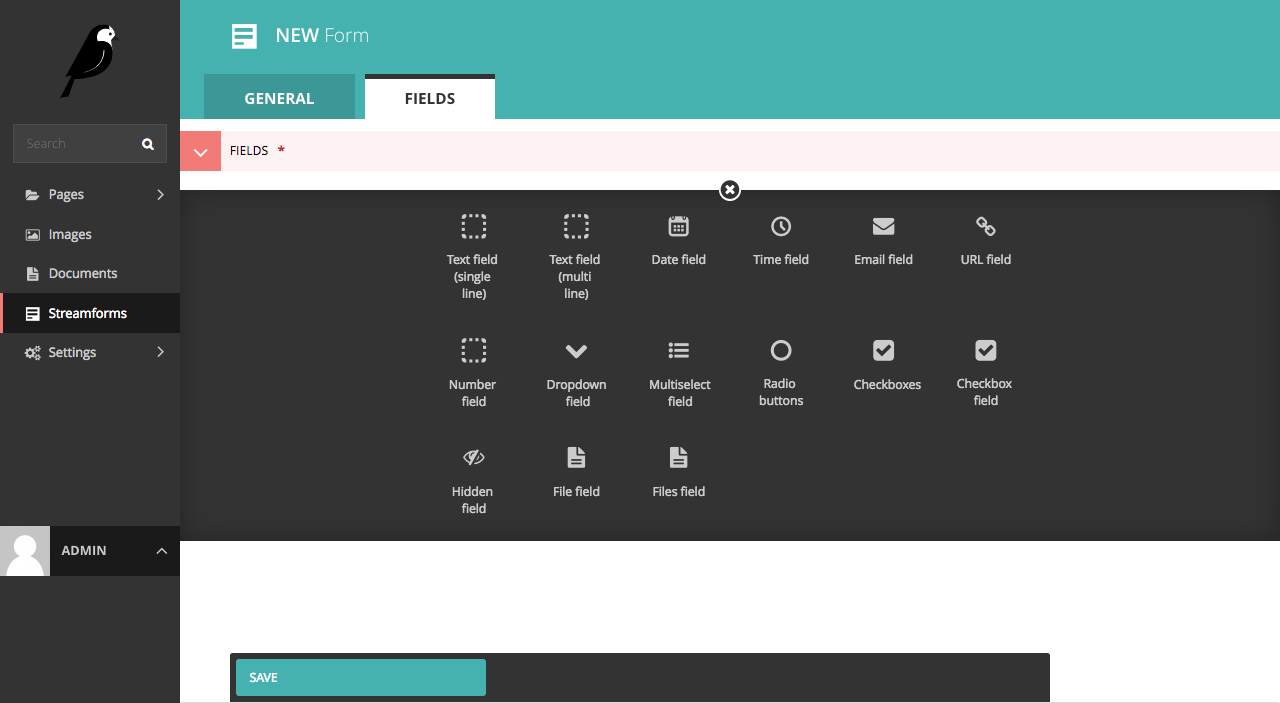 NEW Form
GENERAL
FIELDS
Search
Pages
Images
Documents
Streamforms
Settings
ADMIN
FIELDS *
Text field
(single
line)
Text field
(multi
line)
Date field
Time field
Email field
URL field
Number
field
Dropdown
field
Multiselect
field
Radio
buttons
Checkboxes
Checkbox
field
Hidden
field
File field
Files field
SAVE